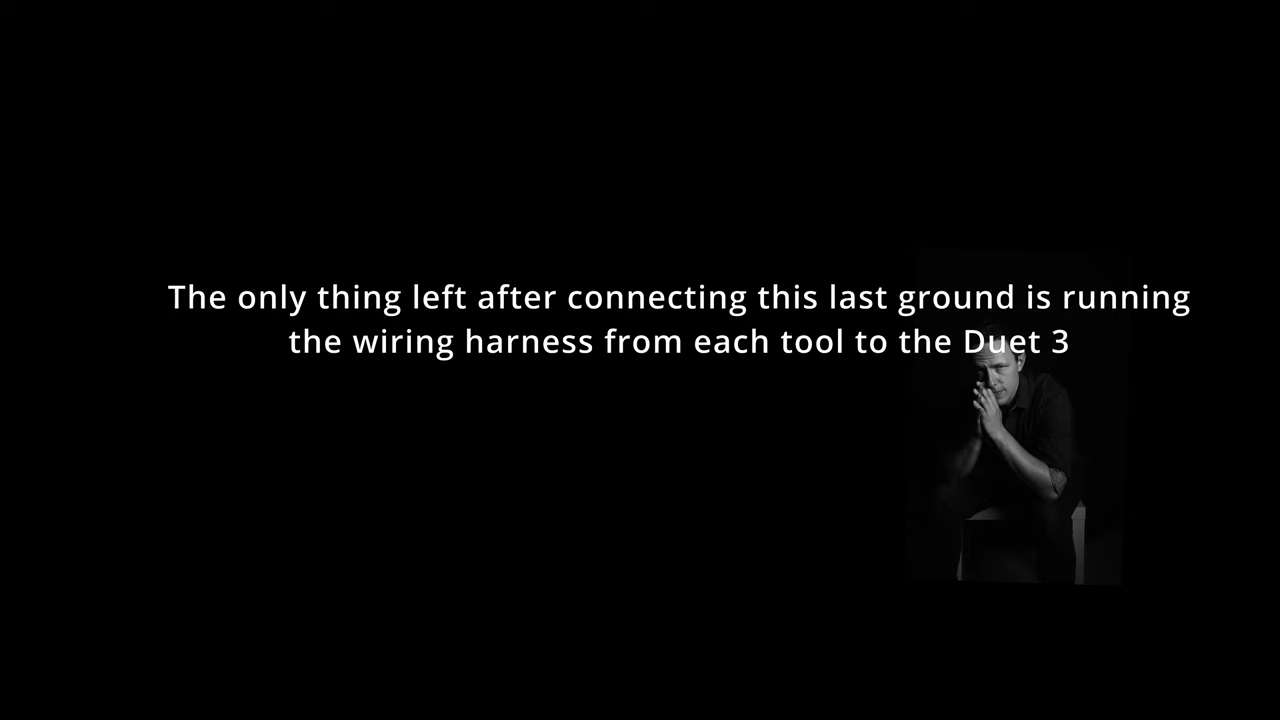 The only thing left after connecting this last ground is running
the wiring harness from each tool to the Duet 3